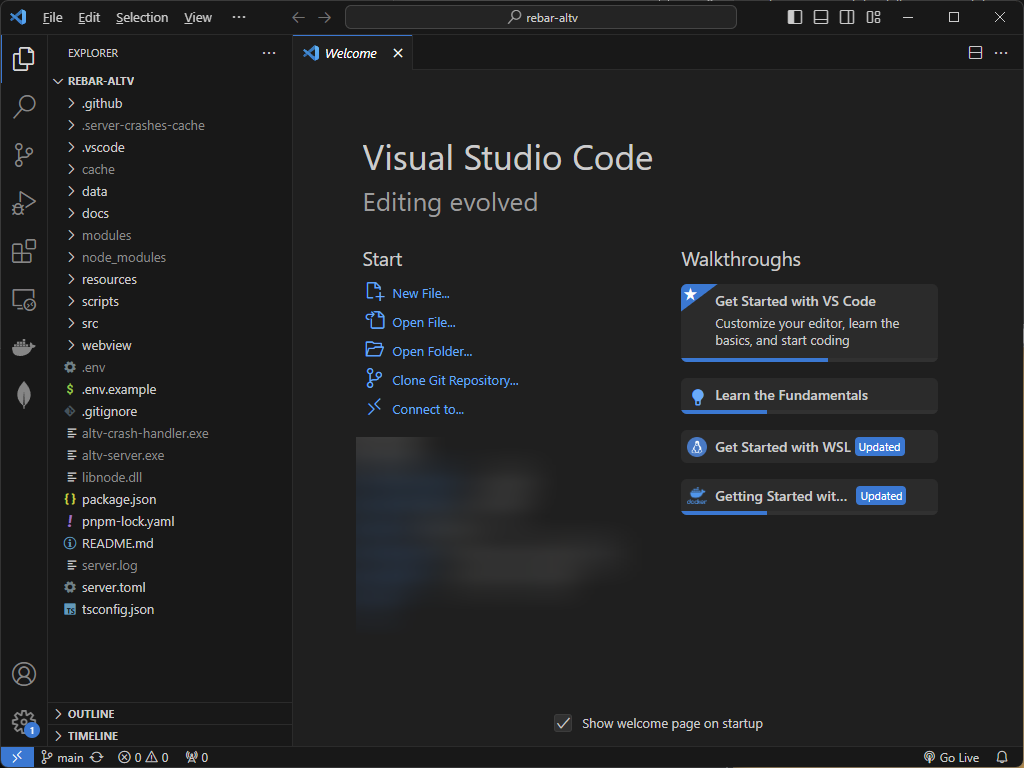 File Edit Selection View ··· rebar-altv
EXPLORER ···
Welcome
REBAR-ALTV
.github
.server-crashes-cache
.vscode
cache
data
docs
modules
node_modules
resources
scripts
src
webview
.env
$ .env.example
.gitignore
altv-crash-handler.exe
altv-server.exe
libnode.dll
{} package.json
! pnpm-lock.yaml
README.md
server.log
server.toml
TS tsconfig.json
OUTLINE
TIMELINE
Visual Studio Code
Editing evolved
Start
New File...
Open File...
Open Folder...
Clone Git Repository...
Connect to...
Walkthroughs
Get Started with VS Code
Customize your editor, learn the
basics, and start coding
Learn the Fundamentals
Get Started with WSL Updated
docker Getting Started wit... Updated
Show welcome page on startup
1
main 0 0 0 Go Live